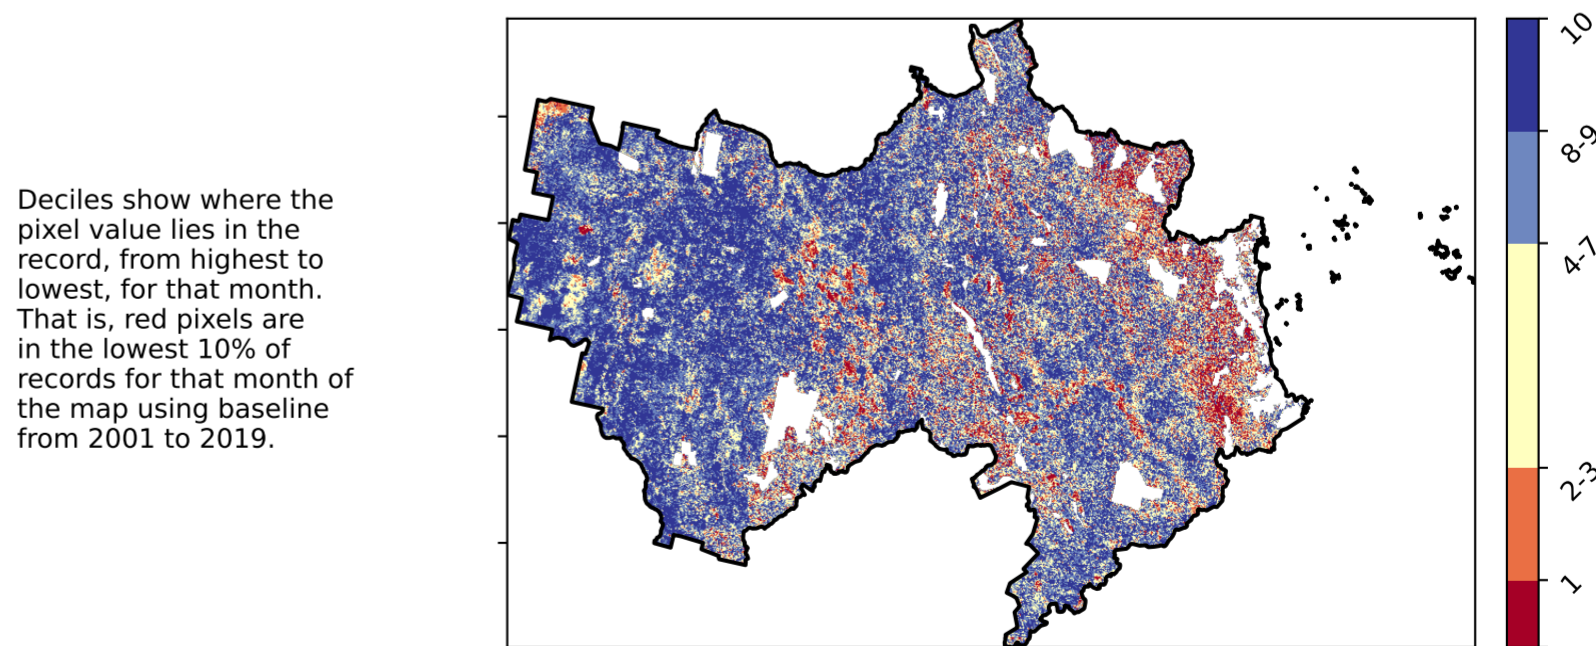 Deciles show where the
pixel value lies in the
record, from highest to
lowest, for that month.
That is, red pixels are
in the lowest 10% of
records for that month of
the map using baseline
from 2001 to 2019.
10
8-9
4-7
2-3
1